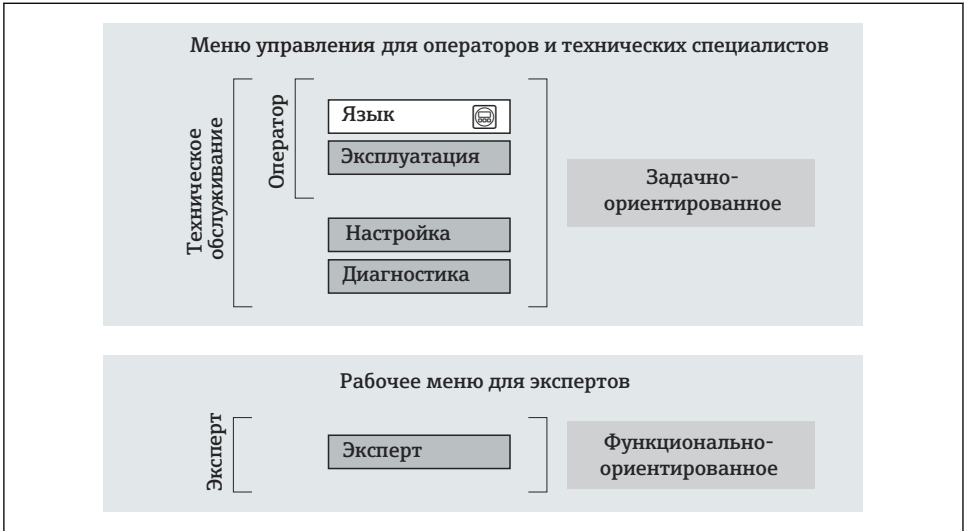 Меню управления для операторов и технических специалистов
Техническое
обслуживание
Оператор
Язык
Эксплуатация
Настройка
Диагностика
Задачно-
ориентированное
Рабочее меню для экспертов
Эксперт
Эксперт
Функционально-
ориентированное